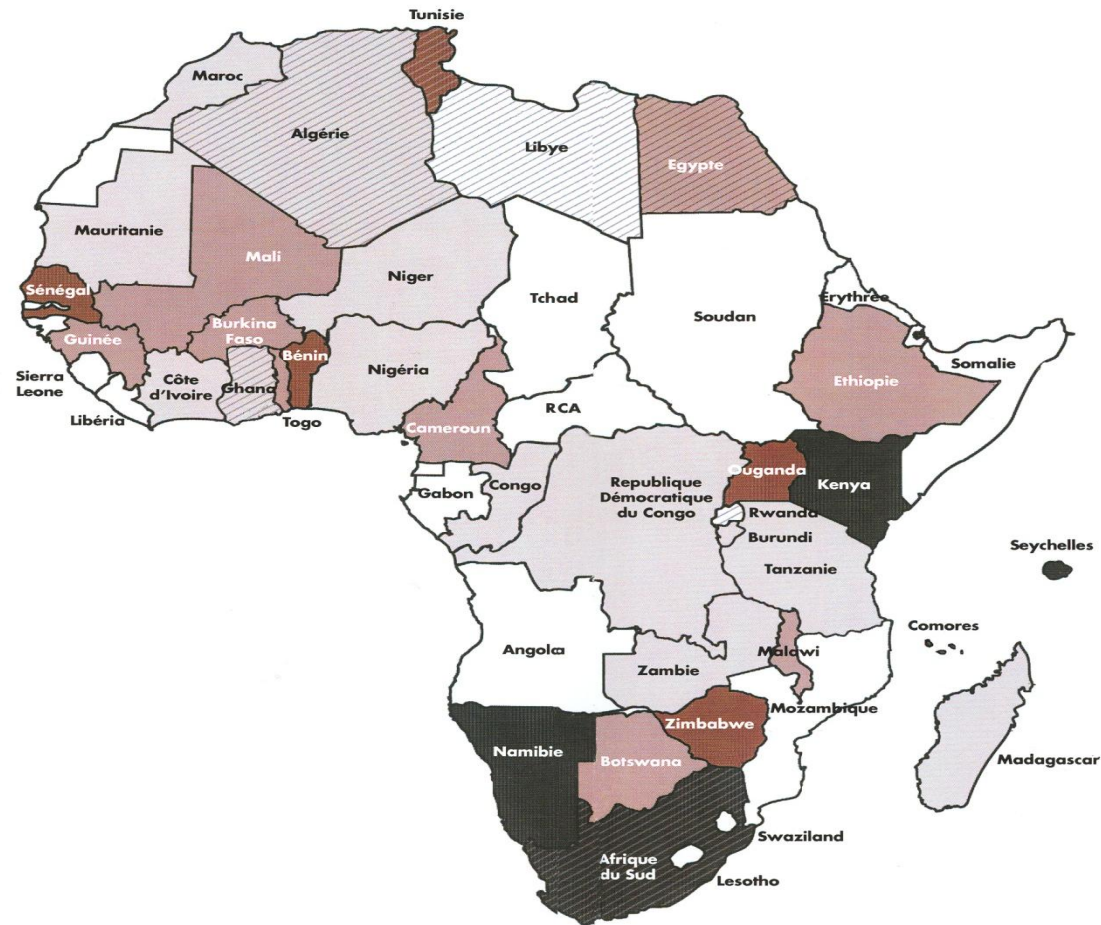 Tunisie
Maroc
Algérie
Libye
Egypte
Mauritanie
Mali
Niger
Tchad
Soudan
Erythrée
Sénégal
Guinée
Burkina
Faso
Bénin
Nigéria
Somalie
Ethiopie
Sierra
Leone
Côte
d'Ivoire
Ghana
Libéria
Togo
RCA
Cameroun
Gabon
Congo
Republique
Démocratique
du Congo
Ouganda
Kenya
Rwanda
Burundi
Tanzanie
Seychelles
Comores
Angola
Zambie
Malawi
Mozambique
Zimbabwe
Namibie
Botswana
Madagascar
Swaziland
Afrique
du Sud
Lesotho